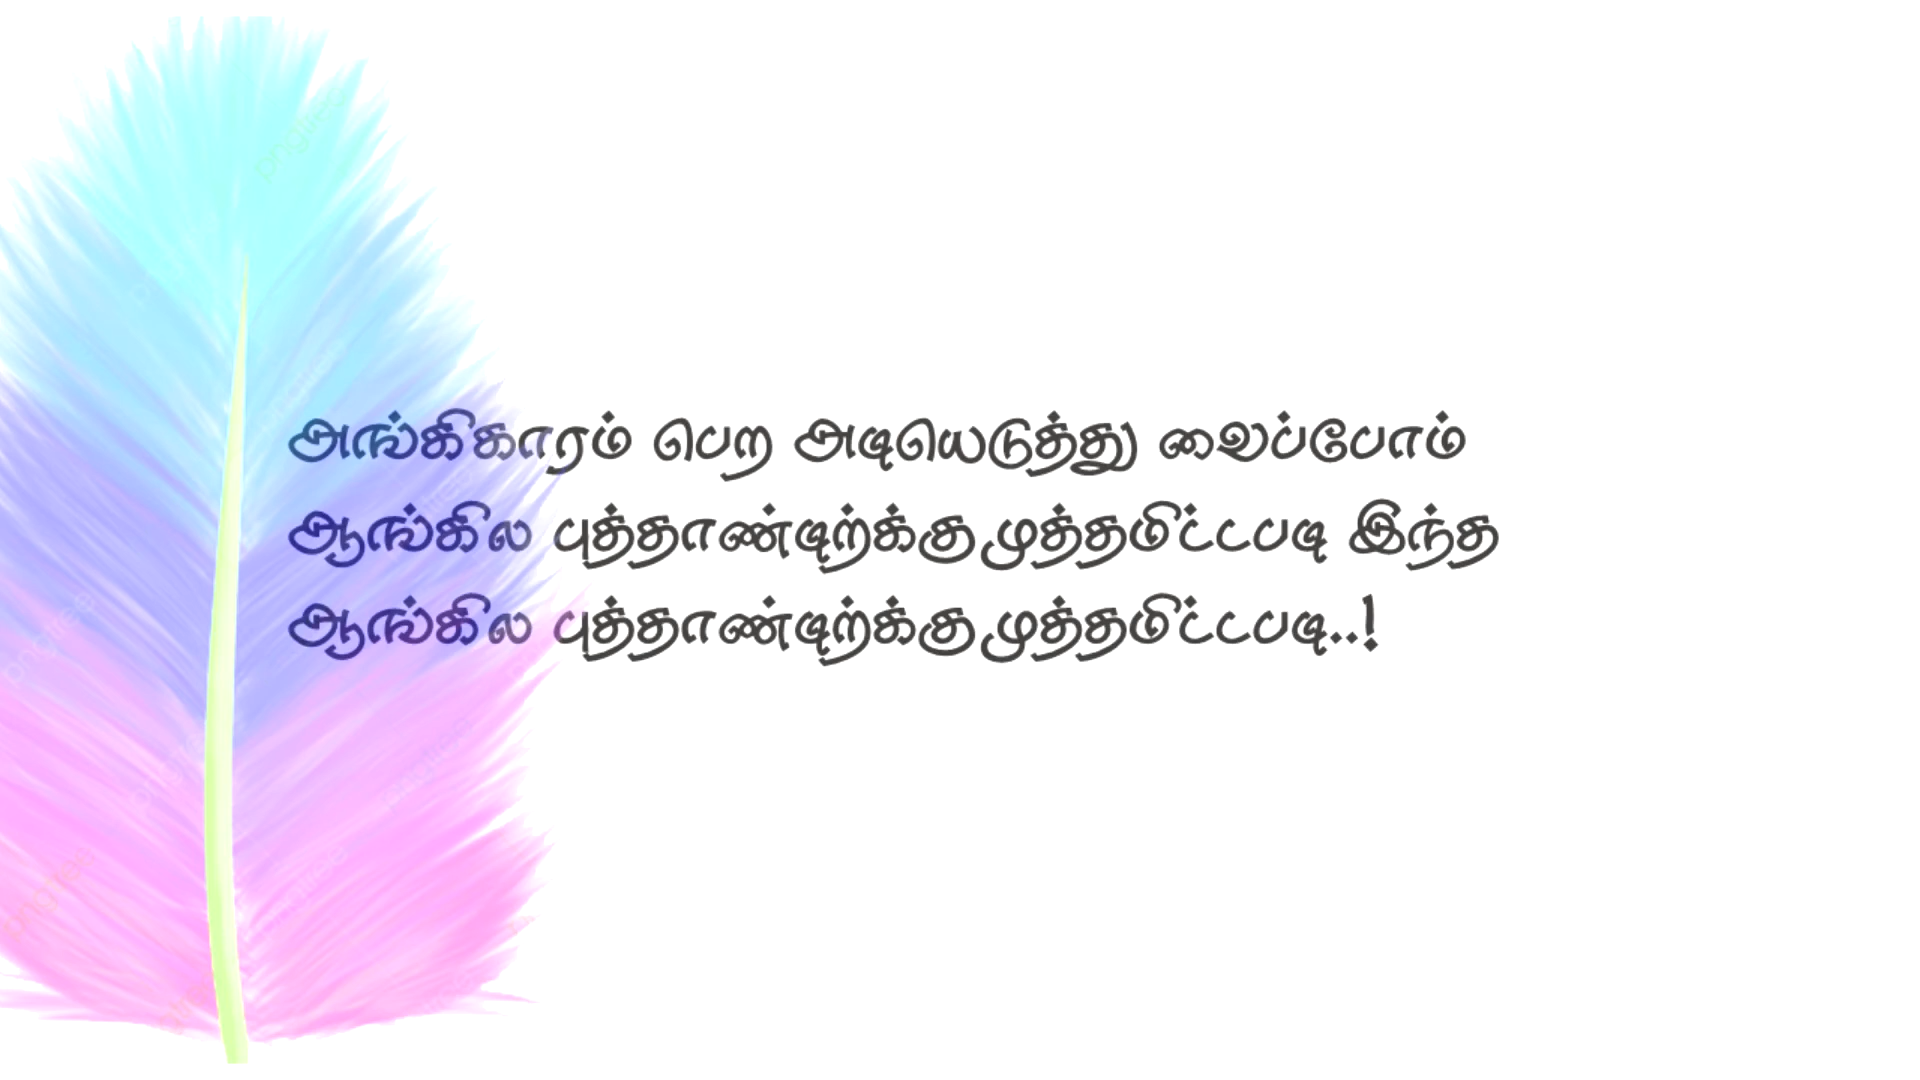 அங்கிகாரம் பெற அடியெடுத்து வைப்போம்
ஆங்கில புத்தாண்டிற்க்கு முத்தமிட்டபடி இந்த
ஆங்கில புத்தாண்டிற்க்கு முத்தமிட்டபடி..!